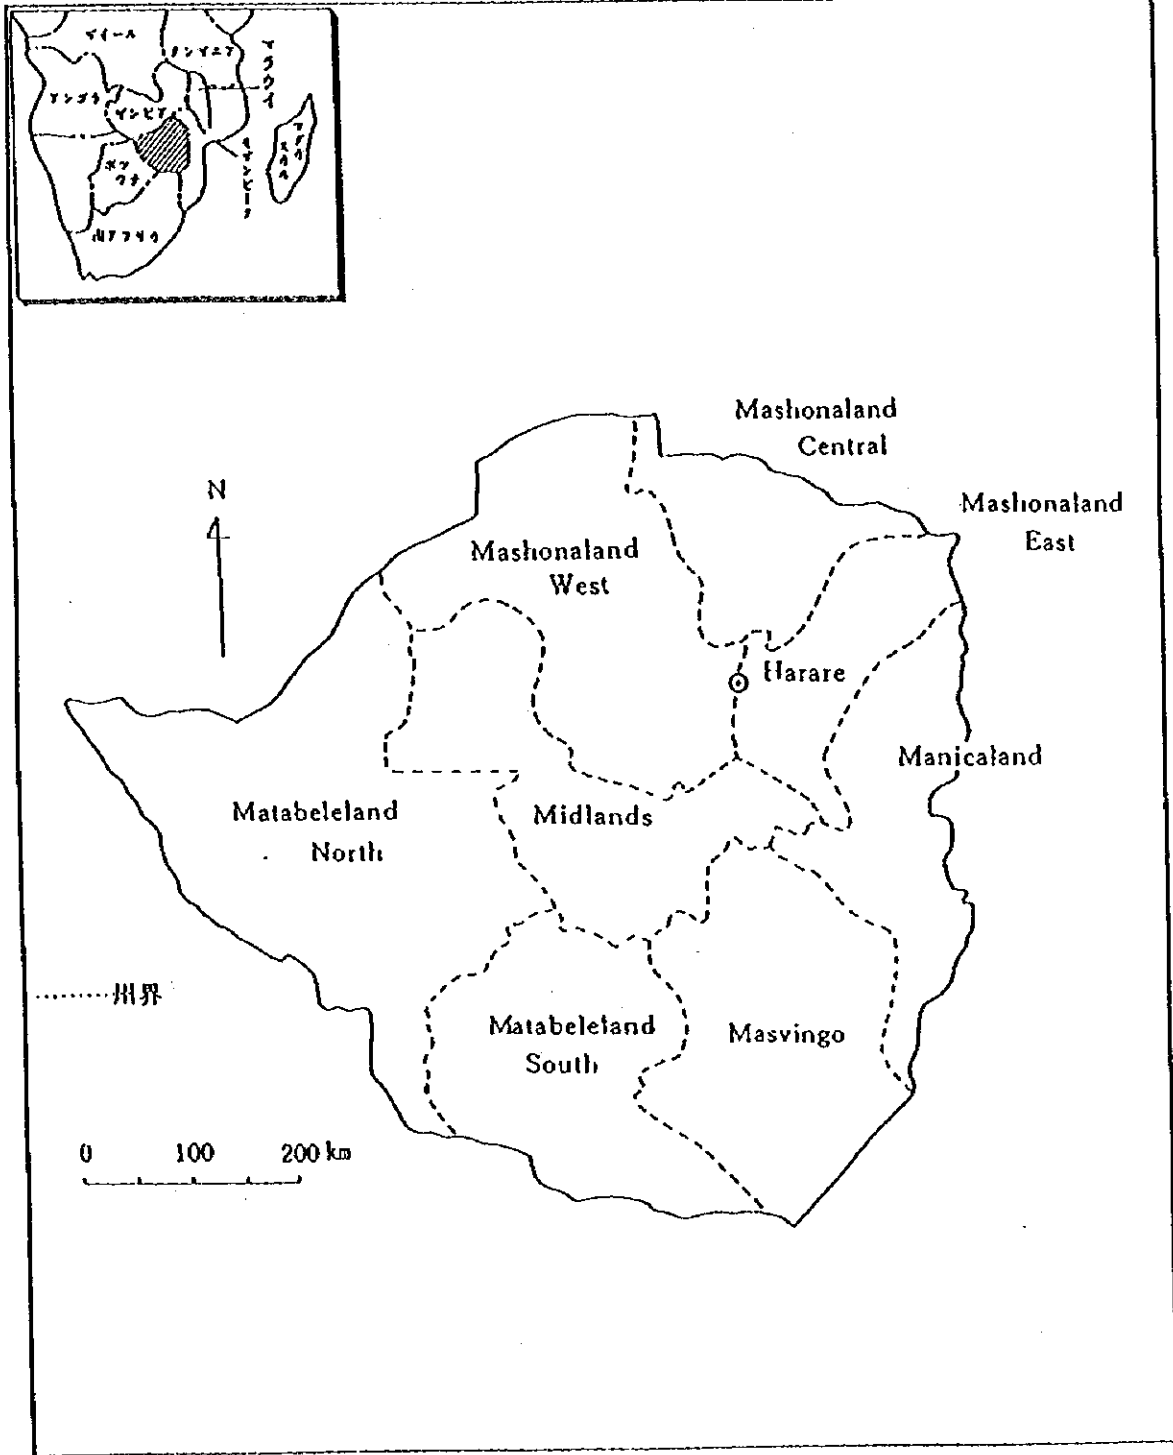 ザイール
タンザニア
マラウイ
アンゴラ
ザンビア
マダガスカル
ボツワナ
モザンビーク
南アフリカ
Mashonaland
Central
N
Mashonaland
East
Mashonaland
West
Harare
Manicaland
Matabeleland
North
Midlands
州界
Matabeleland
South
Masvingo
0 100 200 km